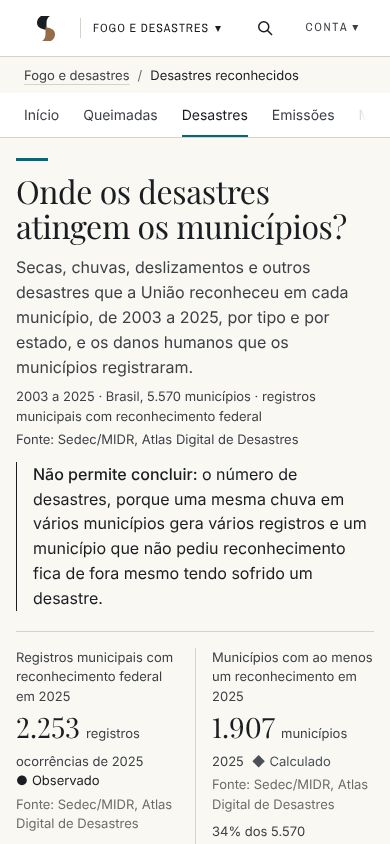 FOGO E DESASTRES ▾
CONTA ▾
Fogo e desastres / Desastres reconhecidos
Início Queimadas Desastres Emissões
Onde os desastres
atingem os municípios?
Secas, chuvas, deslizamentos e outros
desastres que a União reconheceu em cada
município, de 2003 a 2025, por tipo e por
estado, e os danos humanos que os
municípios registraram.
2003 a 2025 · Brasil, 5.570 municípios · registros
municipais com reconhecimento federal
Fonte: Sedec/MIDR, Atlas Digital de Desastres
Não permite concluir: o número de
desastres, porque uma mesma chuva em
vários municípios gera vários registros e um
município que não pediu reconhecimento
fica de fora mesmo tendo sofrido um
desastre.
Registros municipais com
reconhecimento federal
em 2025
2.253 registros
ocorrências de 2025
● Observado
Fonte: Sedec/MIDR, Atlas
Digital de Desastres
Municípios com ao menos
um reconhecimento em
2025
1.907 municípios
2025 ◆ Calculado
Fonte: Sedec/MIDR, Atlas
Digital de Desastres
34% dos 5.570